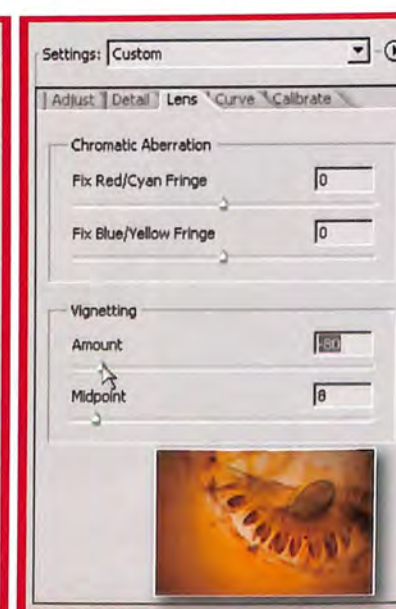 Settings: Custom
Adjust Detail Lens Curve Calibrate
Chromatic Aberration
Fix Red/Cyan Fringe 0
Fix Blue/Yellow Fringe 0
Vignetting
Amount -80
Midpoint 8